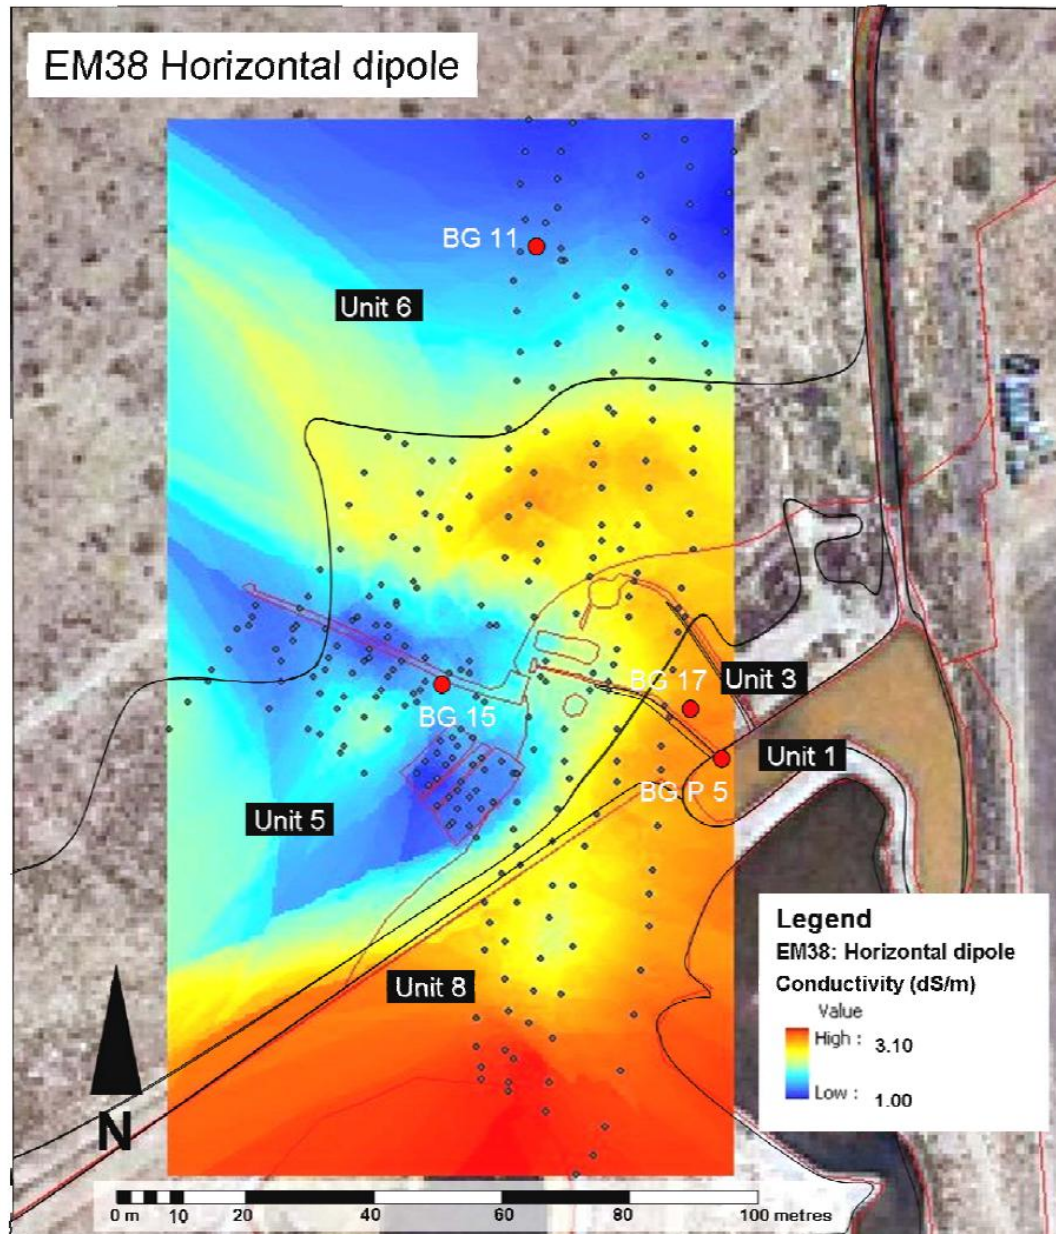 EM38 Horizontal dipole
BG 11
Unit 6
BG 17
Unit 3
BG 15
Unit 1
BG P 5
Unit 5
Unit 8
Legend
EM38: Horizontal dipole
Conductivity (dS/m)
Value
High : 3.10
Low : 1.00
N
0 m 10 20 40 60 80 100 metres